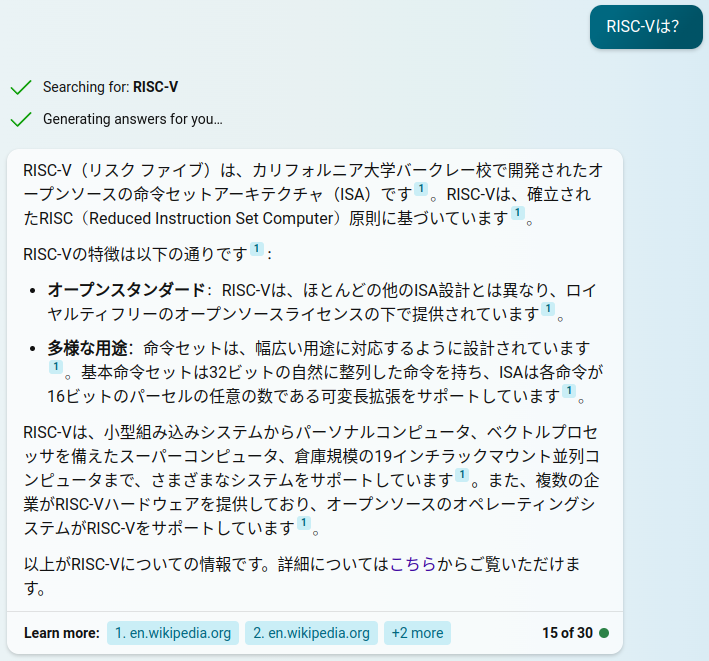 RISC-Vは?
Searching for: RISC-V
Generating answers for you…
RISC-V（リスク ファイブ）は、カリフォルニア大学バークレー校で開発されたオ
ープンソースの命令セットアーキテクチャ（ISA）です 1 。RISC-Vは、確立され
たRISC（Reduced Instruction Set Computer）原則に基づいています 1 。
RISC-Vの特徴は以下の通りです 1 :
• オープンスタンダード: RISC-Vは、ほとんどの他のISA設計とは異なり、ロイ
ヤルティフリーのオープンソースライセンスの下で提供されています 1 。
• 多様な用途: 命令セットは、幅広い用途に対応するように設計されています
1 。基本命令セットは32ビットの自然に整列した命令を持ち、ISAは各命令が
16ビットのパーセルの任意の数である可変長拡張をサポートしています 1 。
RISC-Vは、小型組み込みシステムからパーソナルコンピュータ、ベクトルプロセ
ッサを備えたスーパーコンピュータ、倉庫規模の19インチラックマウント並列コ
ンピュータまで、さまざまなシステムをサポートしています 1 。また、複数の企
業がRISC-Vハードウェアを提供しており、オープンソースのオペレーティングシ
ステムがRISC-Vをサポートしています 1 。
以上がRISC-Vについての情報です。詳細についてはこちらからご覧いただけま
す。
Learn more: 1. en.wikipedia.org 2. en.wikipedia.org +2 more 15 of 30